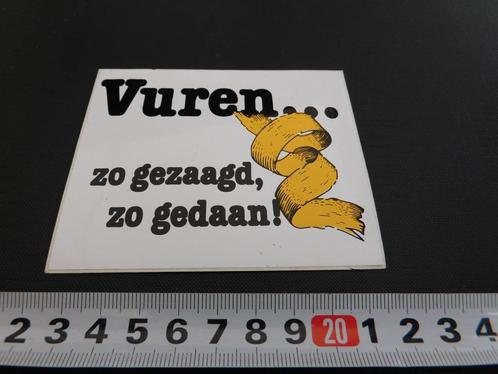 Vuren...
zo gezaagd,
zo gedaan!
2 3 4 5 6 7 8 9 20 1 2 3 4